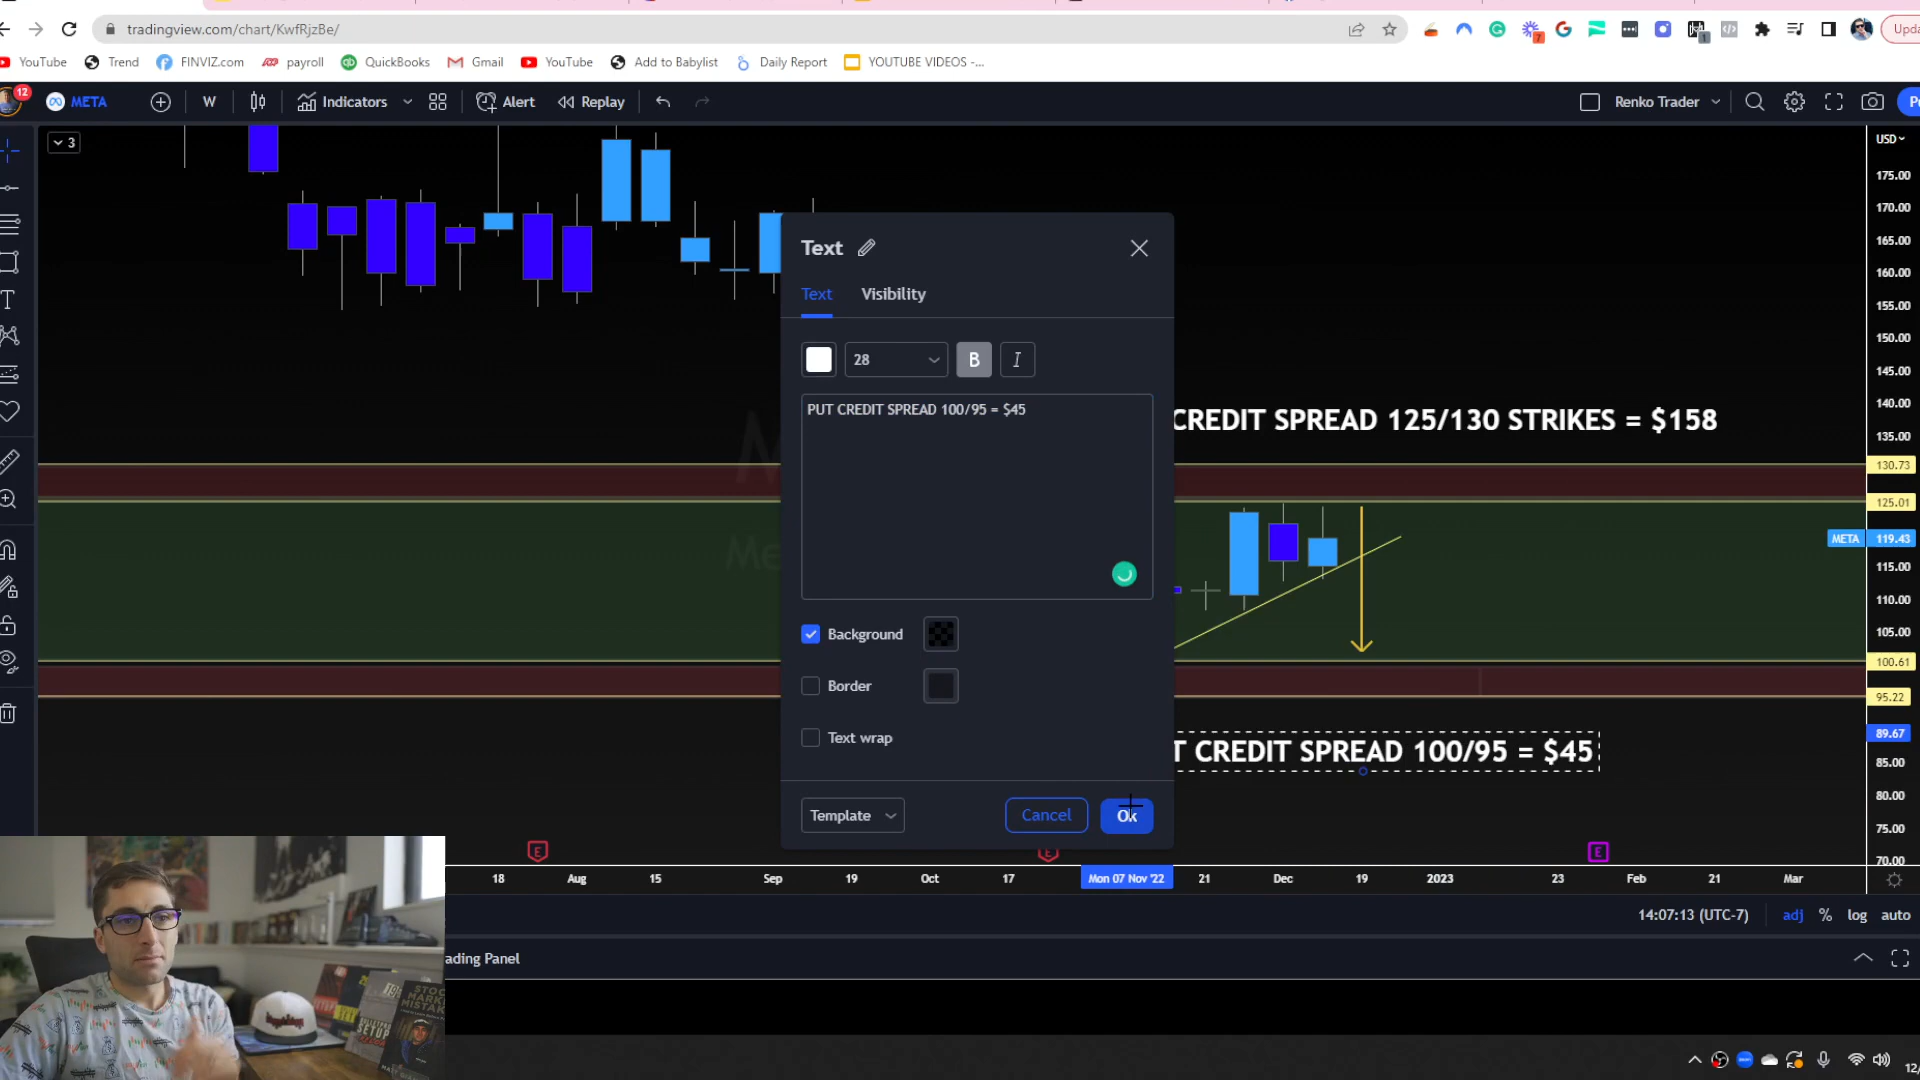 tradingview.com/chart/KwfRjzBe/
Upda
YouTube Trend FINVIZ.com payroll QuickBooks Gmail YouTube Add to Babylist Daily Report YOUTUBE VIDEOS -...
12 META W Indicators Alert Replay Renko Trader
3
USD
175.00
170.00
165.00
160.00
155.00
150.00
145.00
140.00
135.00
130.73
125.01
META 119.43
115.00
110.00
105.00
100.61
95.22
89.67
85.00
80.00
75.00
70.00
Text
Text Visibility
28 B I
PUT CREDIT SPREAD 100/95 = $45
Background
Border
Text wrap
Template Cancel Ok
CREDIT SPREAD 125/130 STRIKES = $158
T CREDIT SPREAD 100/95 = $45
E E E
18 Aug 15 Sep 19 Oct 17 Mon 07 Nov '22 21 Dec 19 2023 23 Feb 21 Mar
14:07:13 (UTC-7) adj % log auto
ading Panel
12/